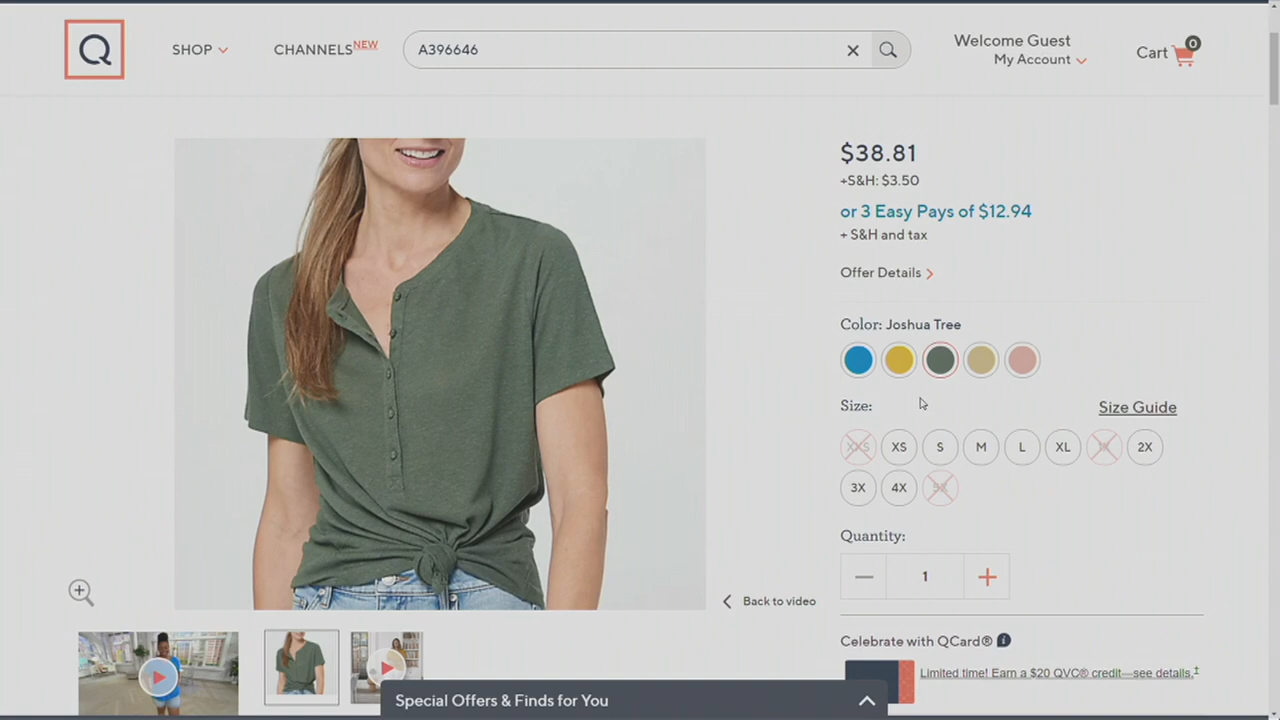 Q
SHOP
CHANNELS NEW
A396646
Welcome Guest
My Account
Cart
0
$38.81
+S&H: $3.50
or 3 Easy Pays of $12.94
+ S&H and tax
Offer Details
Color: Joshua Tree
Size:
Size Guide
XXS XS S M L XL 2X
3X 4X
Quantity:
1
Back to video
Celebrate with QCard®
Limited time! Earn a $20 QVC® credit—see details.‡
Special Offers & Finds for You